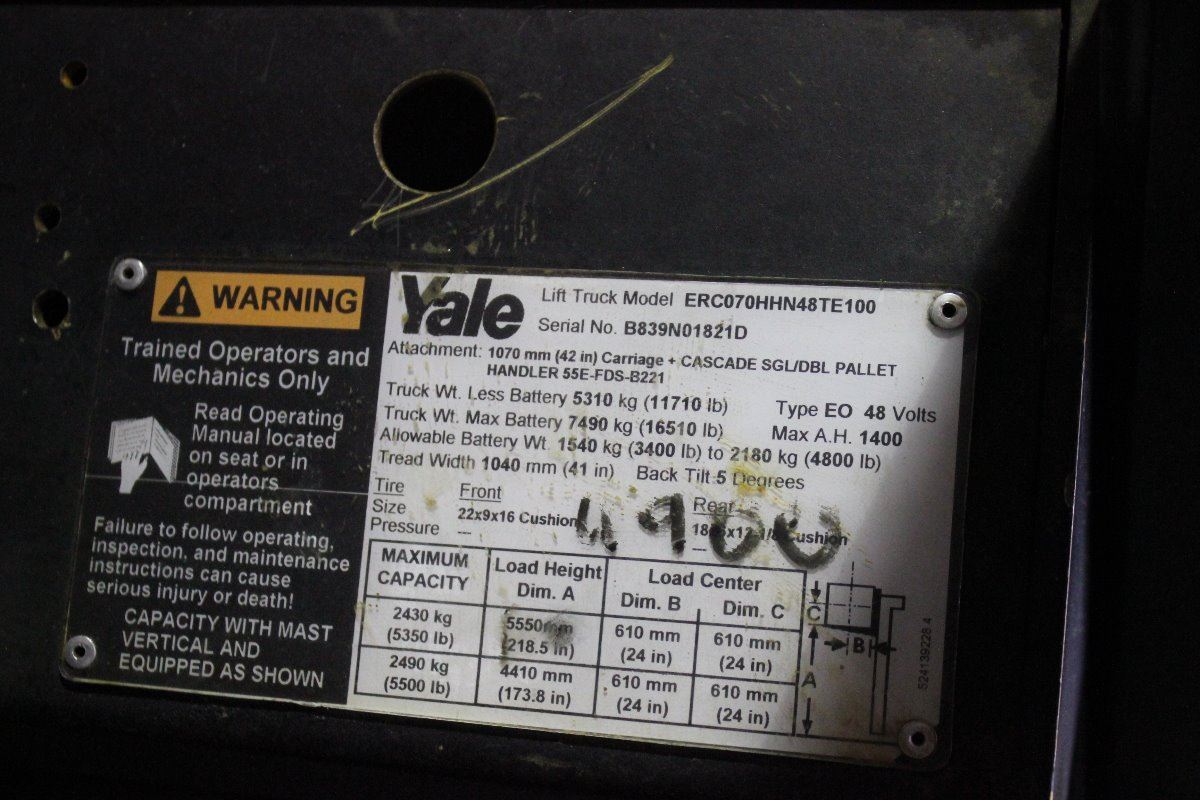 WARNING
Trained Operators and
Mechanics Only
Read Operating
Manual located
on seat or in
operators
compartment
Failure to follow operating,
inspection, and maintenance
instructions can cause
serious injury or death!
CAPACITY WITH MAST
VERTICAL AND
EQUIPPED AS SHOWN
Yale Lift Truck Model ERC070HHN48TE100
Serial No. B839N01821D
Attachment: 1070 mm (42 in) Carriage + CASCADE SGL/DBL PALLET
HANDLER 55E-FDS-B221
Truck Wt. Less Battery 5310 kg (11710 lb) Type EO 48 Volts
Truck Wt. Max Battery 7490 kg (16510 lb) Max A.H. 1400
Allowable Battery Wt. 1540 kg (3400 lb) to 2180 kg (4800 lb)
Tread Width 1040 mm (41 in) Back Tilt 5 Degrees
Tire Front Rear
Size 22x9x16 Cushion Cushion
Pressure --- ---
4900
MAXIMUM CAPACITY Load Height Dim. A Load Center
Dim. B Dim. C
2430 kg 5550mm 610 mm 610 mm
(5350 lb) (218.5 in) (24 in) (24 in)
2490 kg 4410 mm 610 mm 610 mm
(5500 lb) (173.8 in) (24 in) (24 in)
C
B
A
524139228 4